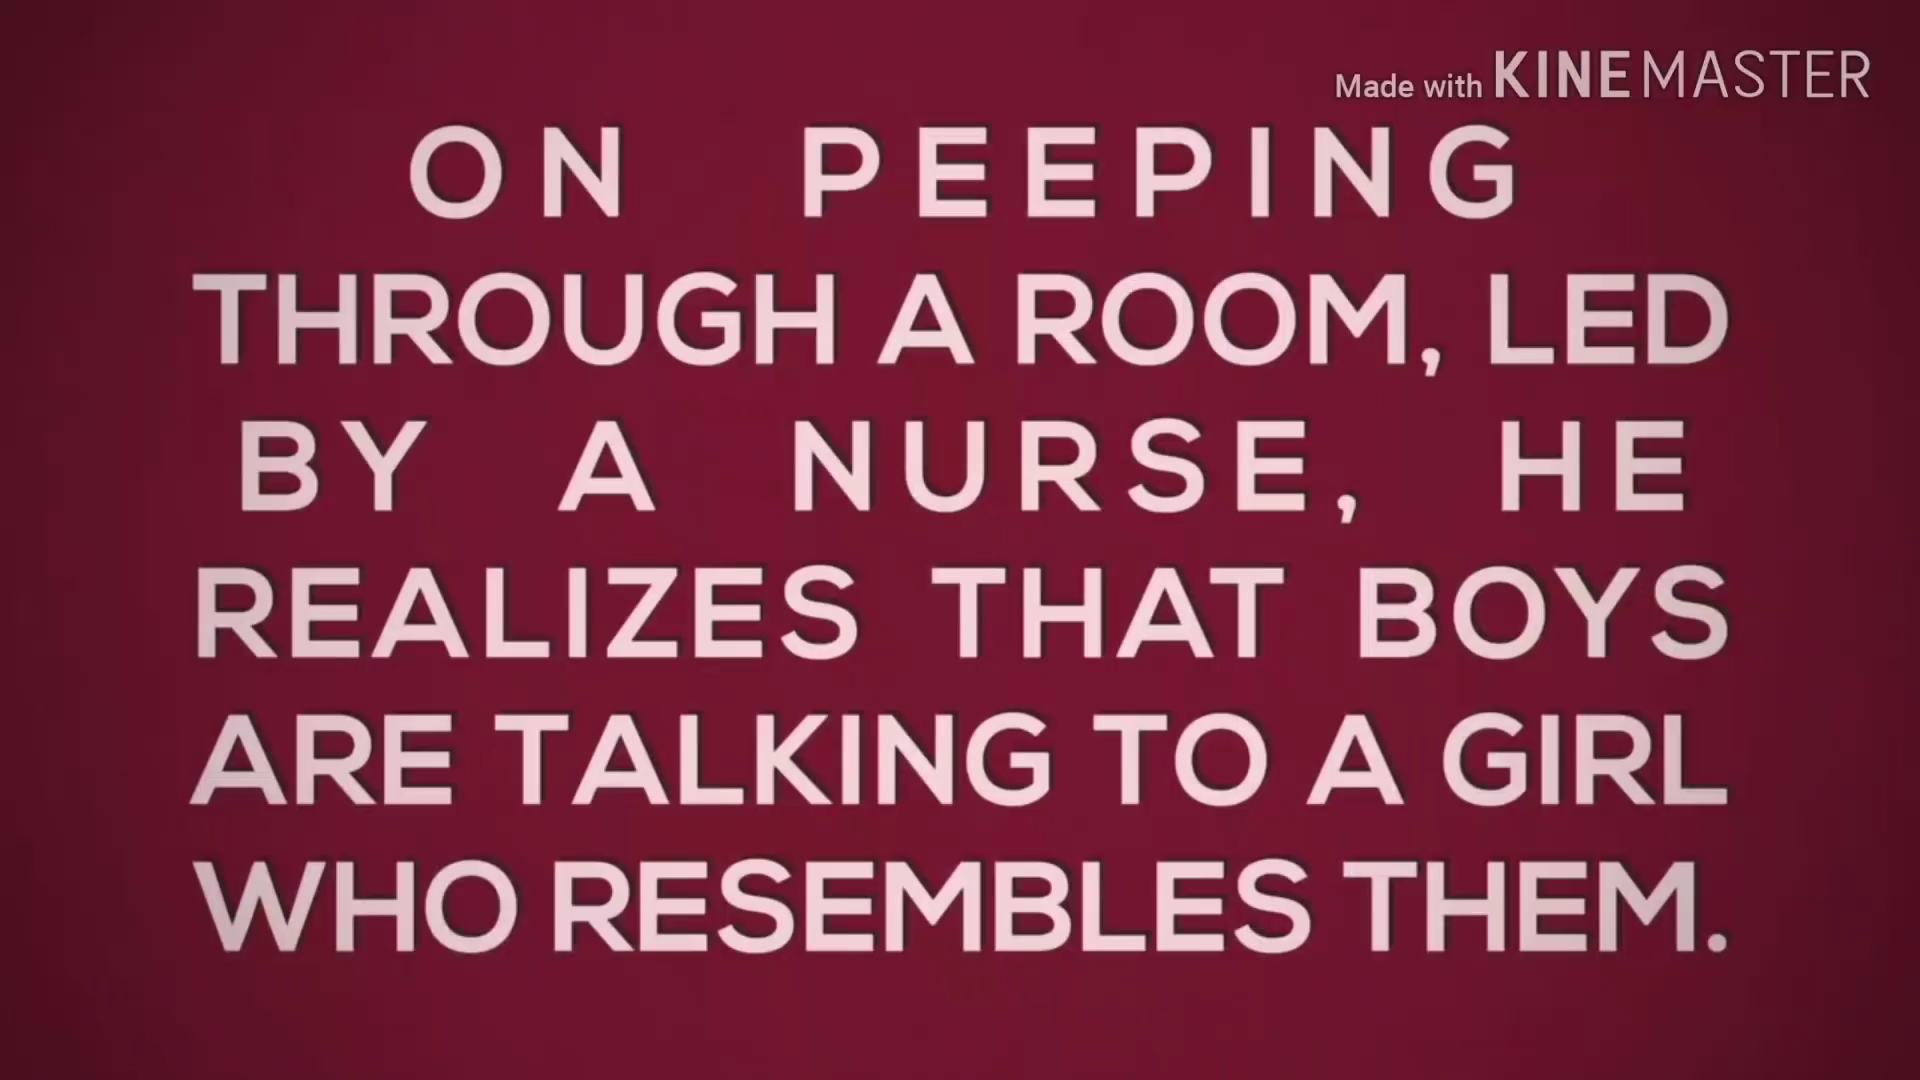 Made with KINEMASTER
ON PEEPING
THROUGH A ROOM, LED
BY A NURSE, HE
REALIZES THAT BOYS
ARE TALKING TO A GIRL
WHO RESEMBLES THEM.